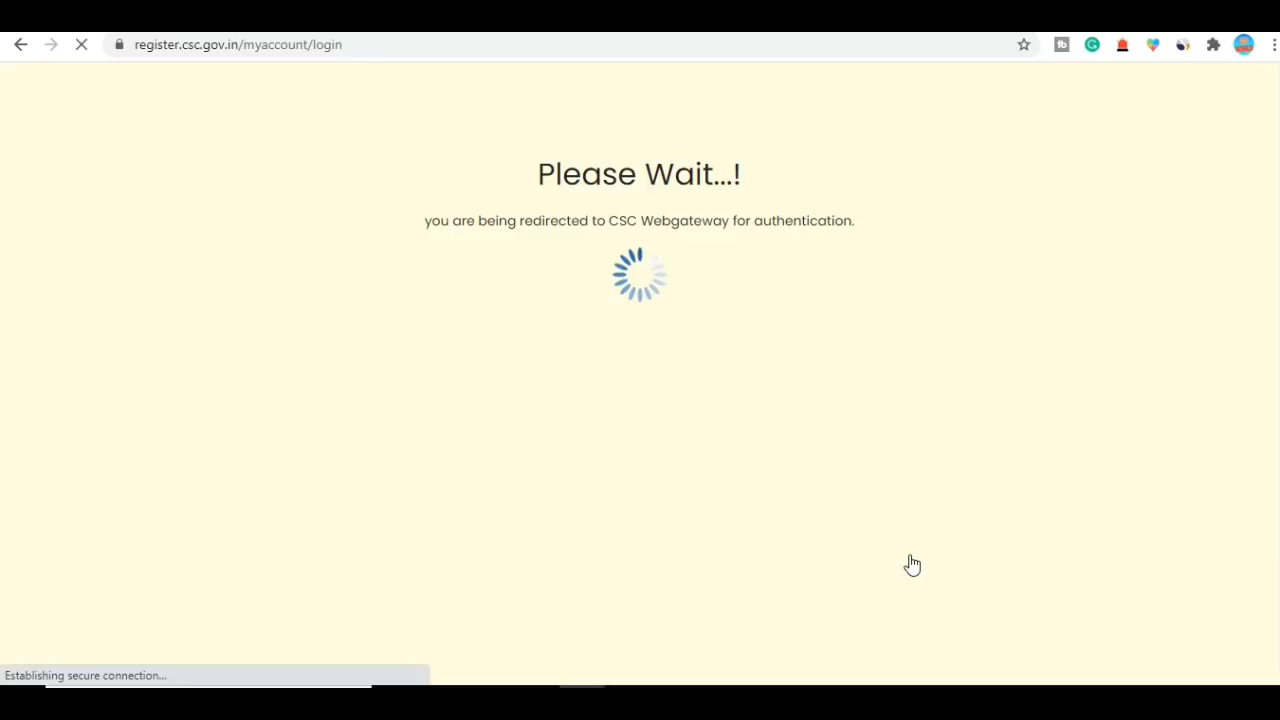 register.csc.gov.in/myaccount/login
Please Wait...!
you are being redirected to CSC Webgateway for authentication.
Establishing secure connection...